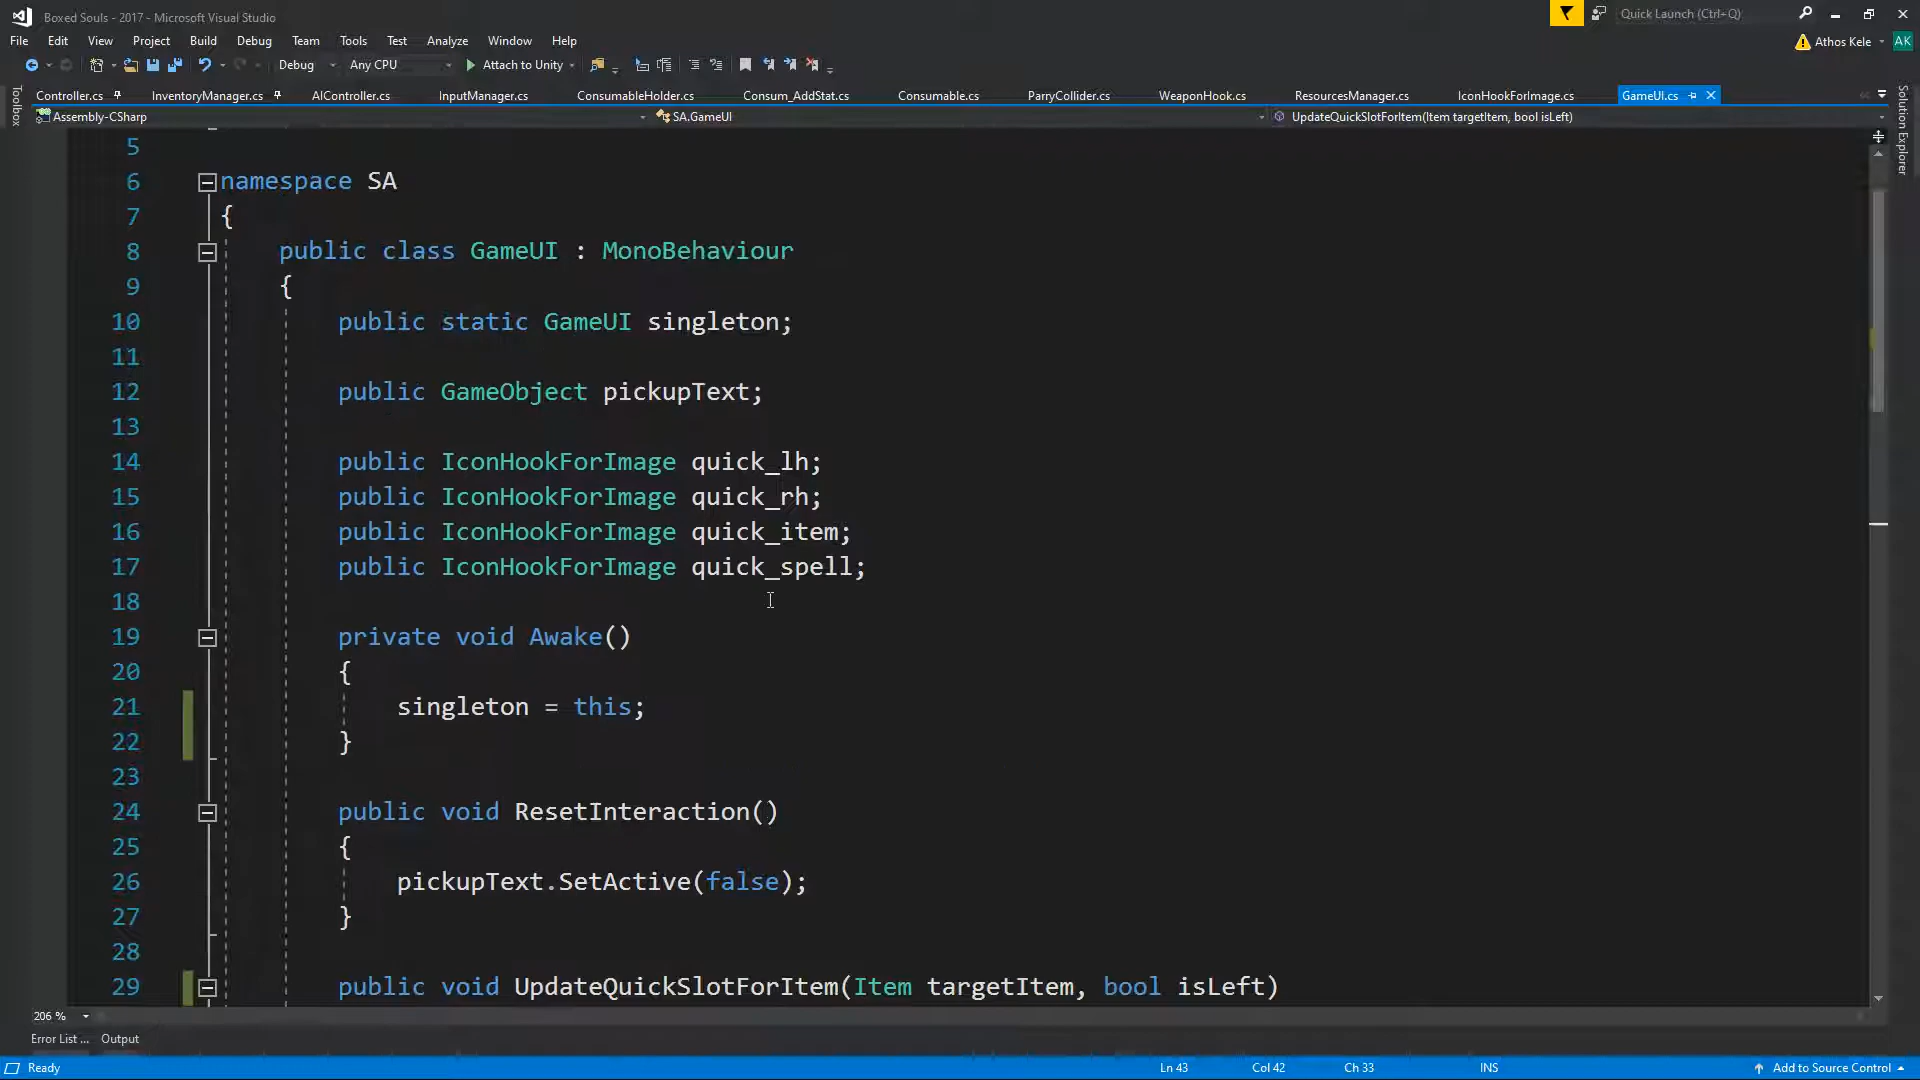 Boxed Souls - 2017 - Microsoft Visual Studio
Quick Launch (Ctrl+Q)
File Edit View Project Build Debug Team Tools Test Analyze Window Help
Athos Kele AK
Debug Any CPU Attach to Unity
Toolbox
Controller.cs InventoryManager.cs AIController.cs InputManager.cs ConsumableHolder.cs Consum_AddStat.cs Consumable.cs ParryCollider.cs WeaponHook.cs ResourcesManager.cs IconHookForImage.cs GameUI.cs
Solution Explorer
Assembly-CSharp SA.GameUI UpdateQuickSlotForItem(Item targetItem, bool isLeft)
5
6 namespace SA
7 {
8 public class GameUI : MonoBehaviour
9 {
10 public static GameUI singleton;
11
12 public GameObject pickupText;
13
14 public IconHookForImage quick_lh;
15 public IconHookForImage quick_rh;
16 public IconHookForImage quick_item;
17 public IconHookForImage quick_spell;
18
19 private void Awake()
20 {
21 singleton = this;
22 }
23
24 public void ResetInteraction()
25 {
26 pickupText.SetActive(false);
27 }
28
29 public void UpdateQuickSlotForItem(Item targetItem, bool isLeft)
206 %
Error List ... Output
Ready Ln 43 Col 42 Ch 33 INS Add to Source Control